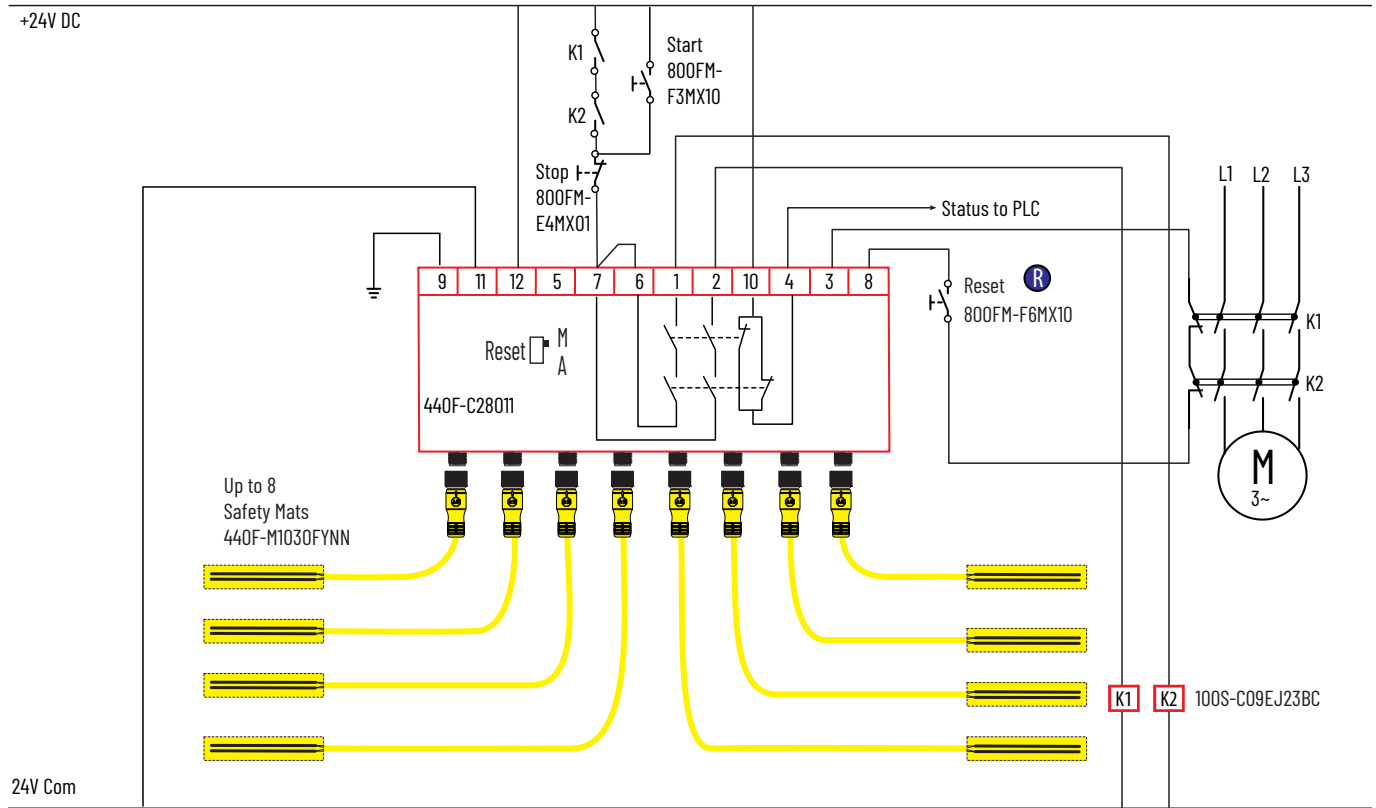 +24V DC
K1
K2
Start
800FM-
F3MX10
Stop
800FM-
E4MX01
L1 L2 L3
Status to PLC
9 11 12 5 7 6 1 2 10 4 3 8
Reset R
800FM-F6MX10
K1
K2
M
3~
Reset M
A
440F-C28011
Up to 8
Safety Mats
440F-M1030FYNN
K1 K2 100S-C09EJ23BC
24V Com